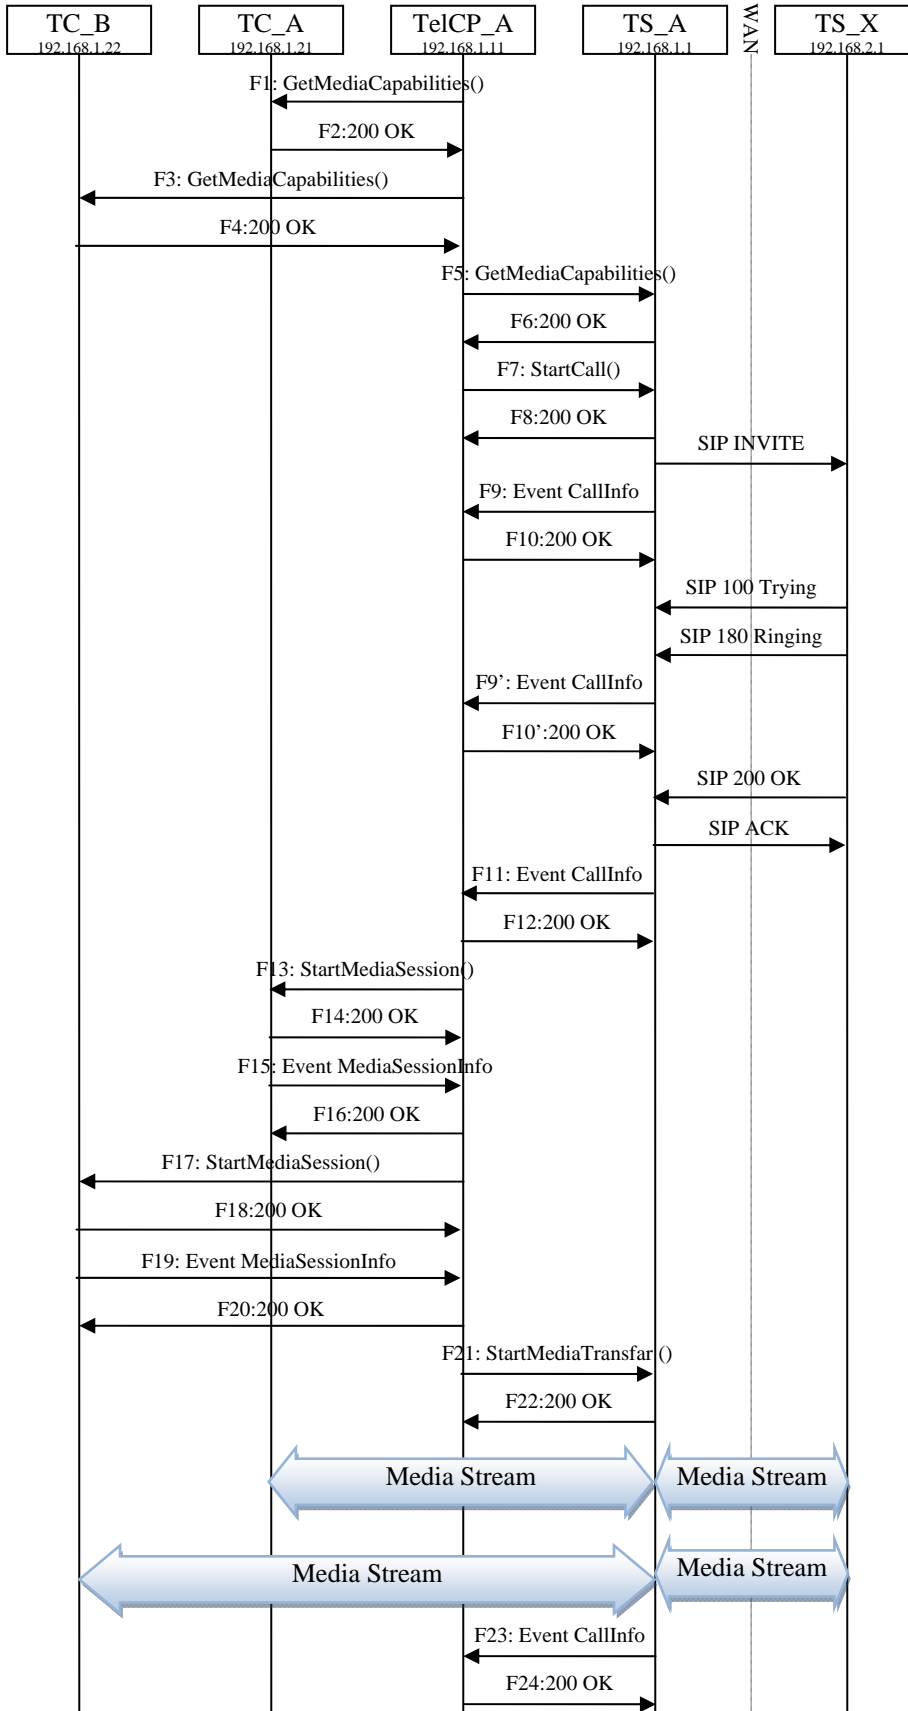 TC_B
192.168.1.22
TC_A
192.168.1.21
TelCP_A
192.168.1.11
TS_A
192.168.1.1
WAN
TS_X
192.168.2.1
F1: GetMediaCapabilities()
F2:200 OK
F3: GetMediaCapabilities()
F4:200 OK
F5: GetMediaCapabilities()
F6:200 OK
F7: StartCall()
F8:200 OK
SIP INVITE
F9: Event CallInfo
F10:200 OK
SIP 100 Trying
SIP 180 Ringing
F9’: Event CallInfo
F10’:200 OK
SIP 200 OK
SIP ACK
F11: Event CallInfo
F12:200 OK
F13: StartMediaSession()
F14:200 OK
F15: Event MediaSessionInfo
F16:200 OK
F17: StartMediaSession()
F18:200 OK
F19: Event MediaSessionInfo
F20:200 OK
F21: StartMediaTransfar ()
F22:200 OK
Media Stream
Media Stream
Media Stream
Media Stream
F23: Event CallInfo
F24:200 OK